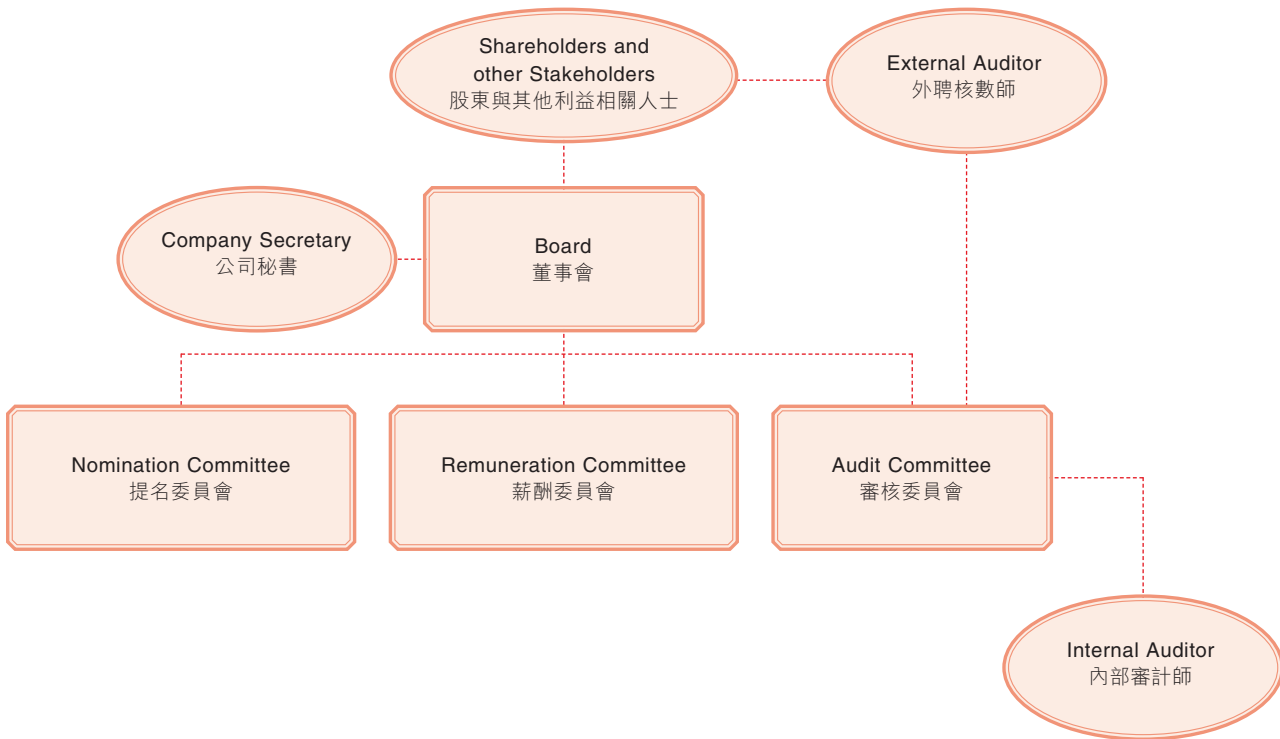 Shareholders and
other Stakeholders
股東與其他利益相關人士
External Auditor
外聘核數師
Company Secretary
公司秘書
Board
董事會
Nomination Committee
提名委員會
Remuneration Committee
薪酬委員會
Audit Committee
審核委員會
Internal Auditor
內部審計師